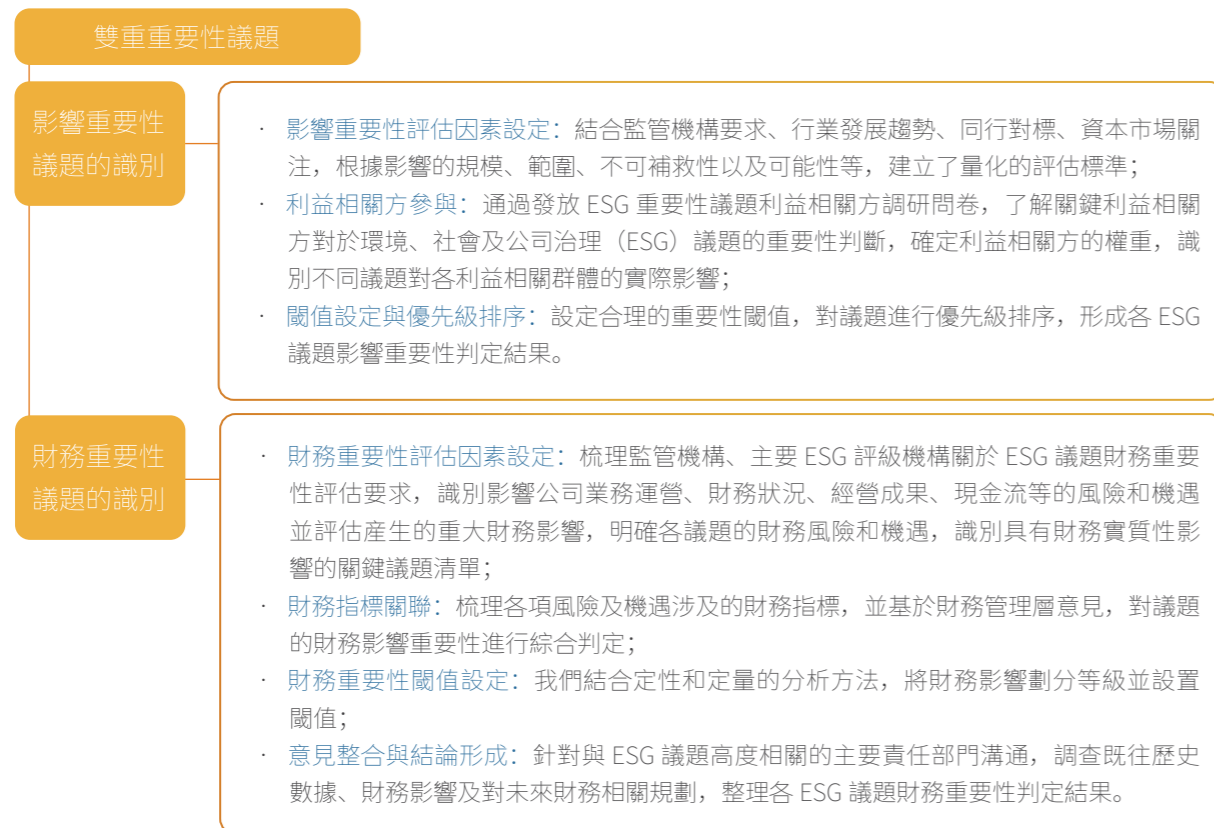 雙重重要性議題
影響重要性
議題的識別
· 影響重要性評估因素設定：結合監管機構要求、行業發展趨勢、同行對標、資本市場關
注，根據影響的規模、範圍、不可補救性以及可能性等，建立了量化的評估標準；
· 利益相關方參與：通過發放 ESG 重要性議題利益相關方調研問卷，了解關鍵利益相關
方對於環境、社會及公司治理（ESG）議題的重要性判斷，確定利益相關方的權重，識
別不同議題對各利益相關群體的實際影響；
· 閾值設定與優先級排序：設定合理的重要性閾值，對議題進行優先級排序，形成各 ESG
議題影響重要性判定結果。
財務重要性
議題的識別
· 財務重要性評估因素設定：梳理監管機構、主要 ESG 評級機構關於 ESG 議題財務重要
性評估要求，識別影響公司業務運營、財務狀況、經營成果、現金流等的風險和機遇
並評估産生的重大財務影響，明確各議題的財務風險和機遇，識別具有財務實質性影
響的關鍵議題清單；
· 財務指標關聯：梳理各項風險及機遇涉及的財務指標，並基於財務管理層意見，對議題
的財務影響重要性進行綜合判定；
· 財務重要性閾值設定：我們結合定性和定量的分析方法，將財務影響劃分等級並設置
閾值；
· 意見整合與結論形成：針對與 ESG 議題高度相關的主要責任部門溝通，調查既往歷史
數據、財務影響及對未來財務相關規劃，整理各 ESG 議題財務重要性判定結果。